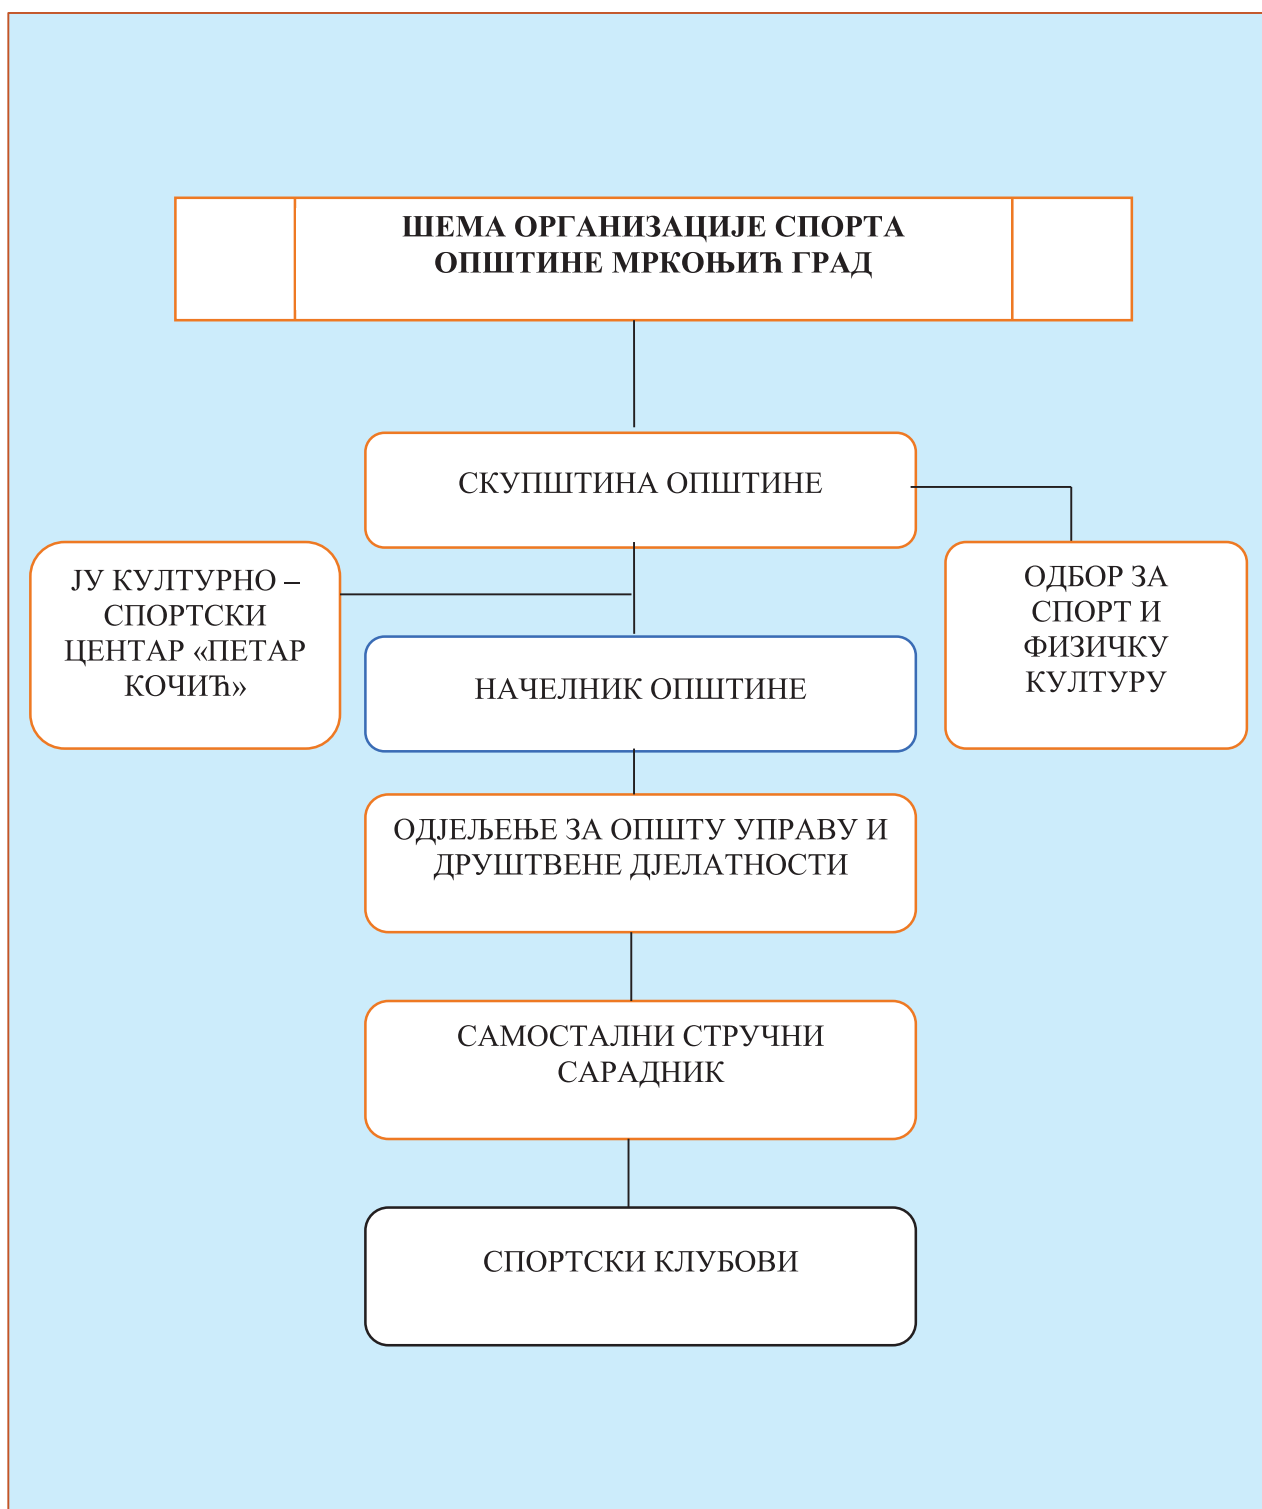 ШЕМА ОРГАНИЗАЦИЈЕ СПОРТА
ОПШТИНЕ МРКОЊИЋ ГРАД
СКУПШТИНА ОПШТИНЕ
ЈУ КУЛТУРНО –
СПОРТСКИ
ЦЕНТАР «ПЕТАР
КОЧИЋ»
ОДБОР ЗА
СПОРТ И
ФИЗИЧКУ
КУЛТУРУ
НАЧЕЛНИК ОПШТИНЕ
ОДЈЕЉЕЊЕ ЗА ОПШТУ УПРАВУ И
ДРУШТВЕНЕ ДЈЕЛАТНОСТИ
САМОСТАЛНИ СТРУЧНИ
САРАДНИК
СПОРТСКИ КЛУБОВИ